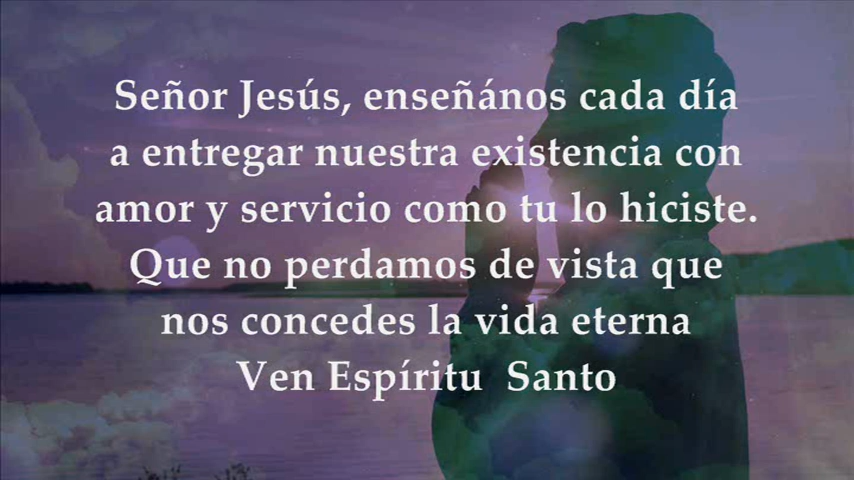 Señor Jesús, enseñános cada día
a entregar nuestra existencia con
amor y servicio como tu lo hiciste.
Que no perdamos de vista que
nos concedes la vida eterna
Ven Espíritu Santo